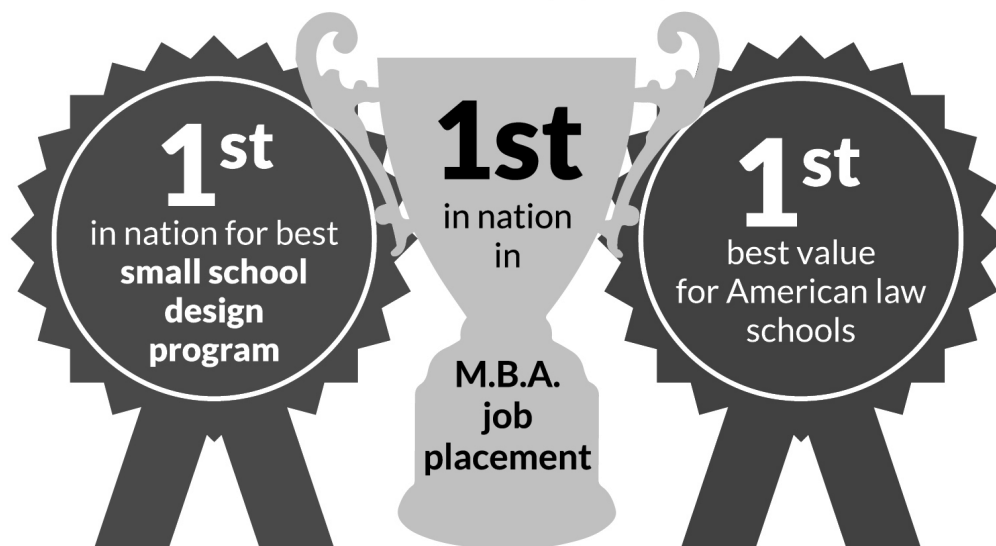 1st
in nation for best
small school
design
program
1st
in nation
in
M.B.A.
job
placement
1st
best value
for American law
schools